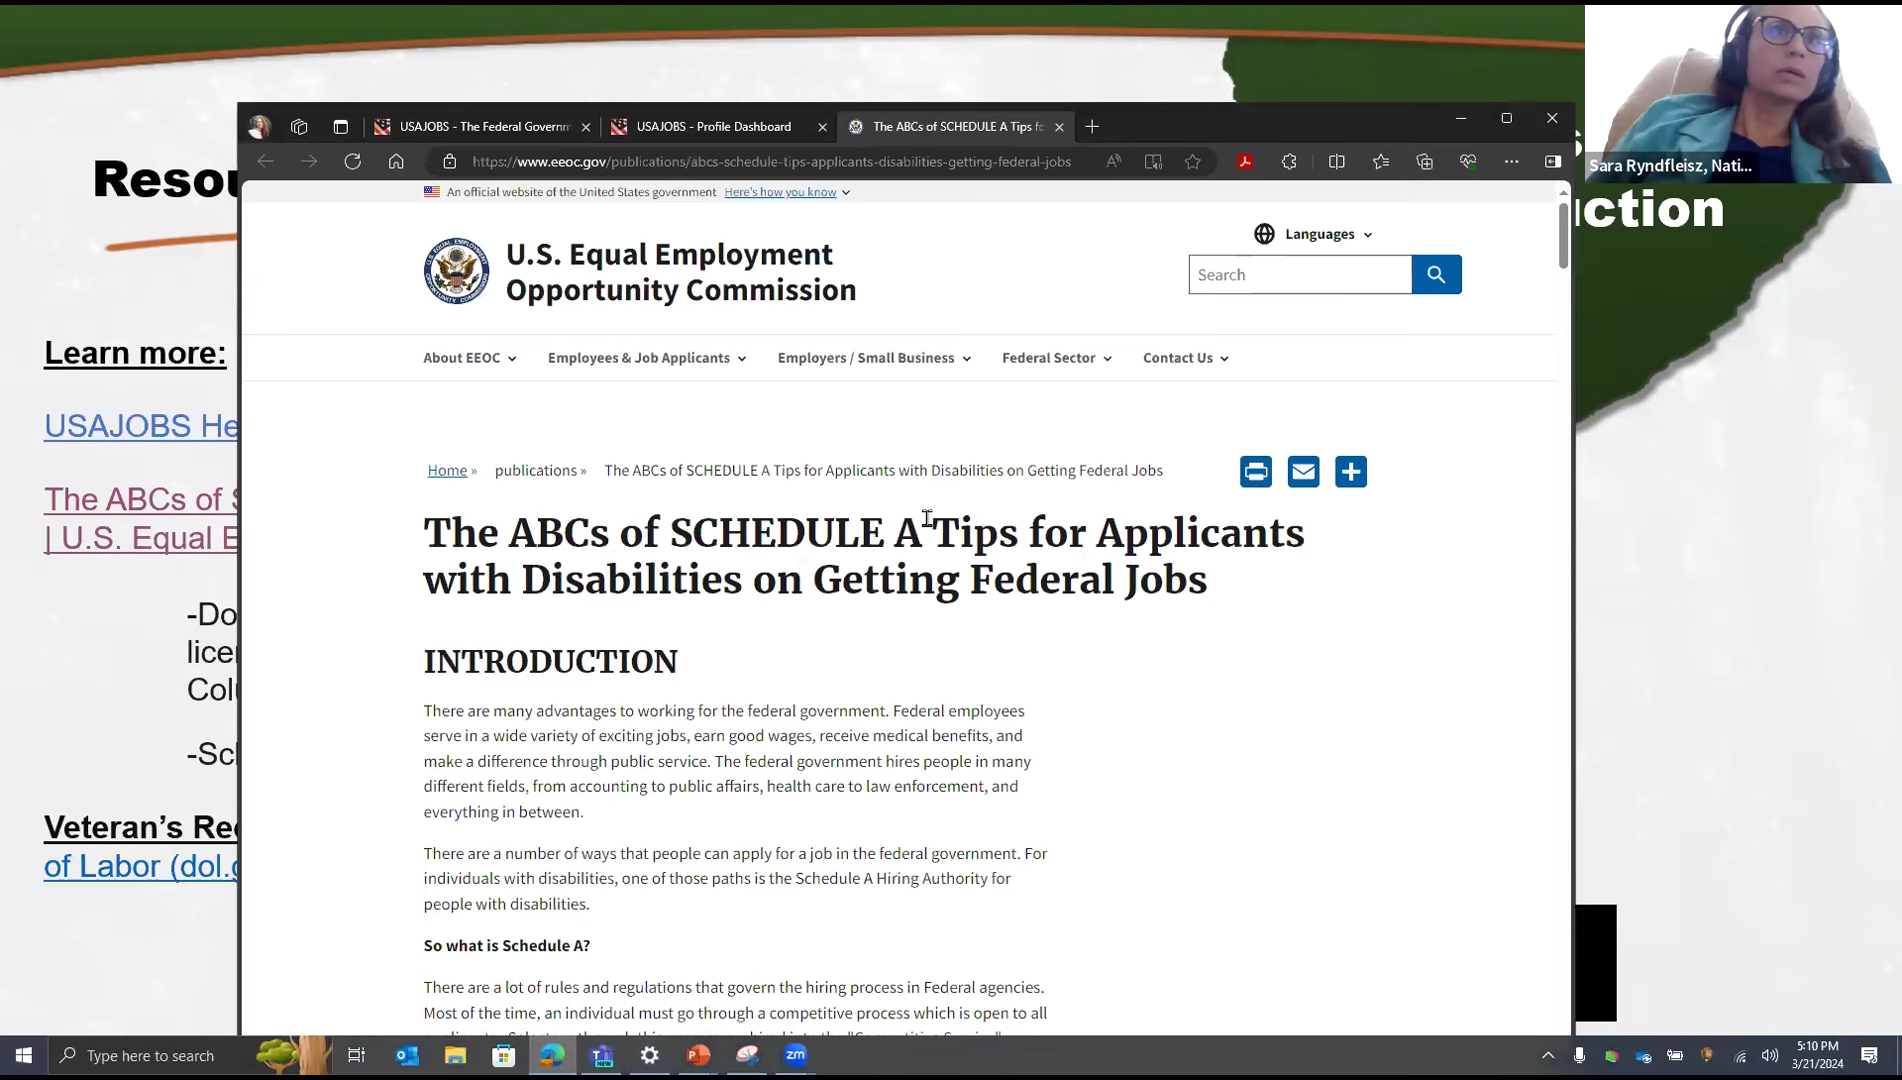 Resou
Learn more:
USAJOBS He
The ABCs of S
| U.S. Equal E
-Do
licen
Colu
-Sch
Veteran's Re
of Labor (dol.g
uction
Sara Ryndfleisz, Nati...
USAJOBS - The Federal Governm
USAJOBS - Profile Dashboard
The ABCs of SCHEDULE A Tips fo
https://www.eeoc.gov/publications/abcs-schedule-tips-applicants-disabilities-getting-federal-jobs
An official website of the United States government Here's how you know
U.S. Equal Employment
Opportunity Commission
Languages
Search
About EEOC Employees & Job Applicants Employers / Small Business Federal Sector Contact Us
Home » publications » The ABCs of SCHEDULE A Tips for Applicants with Disabilities on Getting Federal Jobs
The ABCs of SCHEDULE A Tips for Applicants
with Disabilities on Getting Federal Jobs
INTRODUCTION
There are many advantages to working for the federal government. Federal employees
serve in a wide variety of exciting jobs, earn good wages, receive medical benefits, and
make a difference through public service. The federal government hires people in many
different fields, from accounting to public affairs, health care to law enforcement, and
everything in between.
There are a number of ways that people can apply for a job in the federal government. For
individuals with disabilities, one of those paths is the Schedule A Hiring Authority for
people with disabilities.
So what is Schedule A?
There are a lot of rules and regulations that govern the hiring process in Federal agencies.
Most of the time, an individual must go through a competitive process which is open to all
Type here to search
5:10 PM
3/21/2024